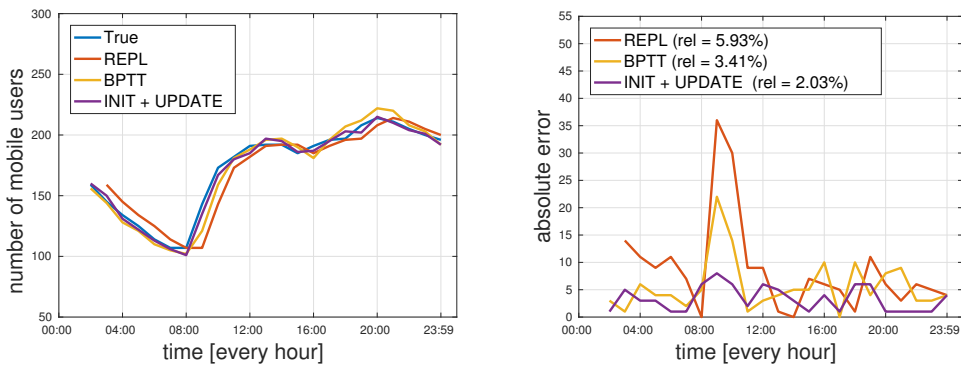 300
250
200
150
100
50
number of mobile users
True
REPL
BPTT
INIT + UPDATE
00:00
04:00
08:00
12:00
16:00
20:00
23:59
time [every hour]
55
50
45
40
35
30
25
20
15
10
5
0
absolute error
REPL (rel = 5.93%)
BPTT (rel = 3.41%)
INIT + UPDATE (rel = 2.03%)
00:00
04:00
08:00
12:00
16:00
20:00
23:59
time [every hour]